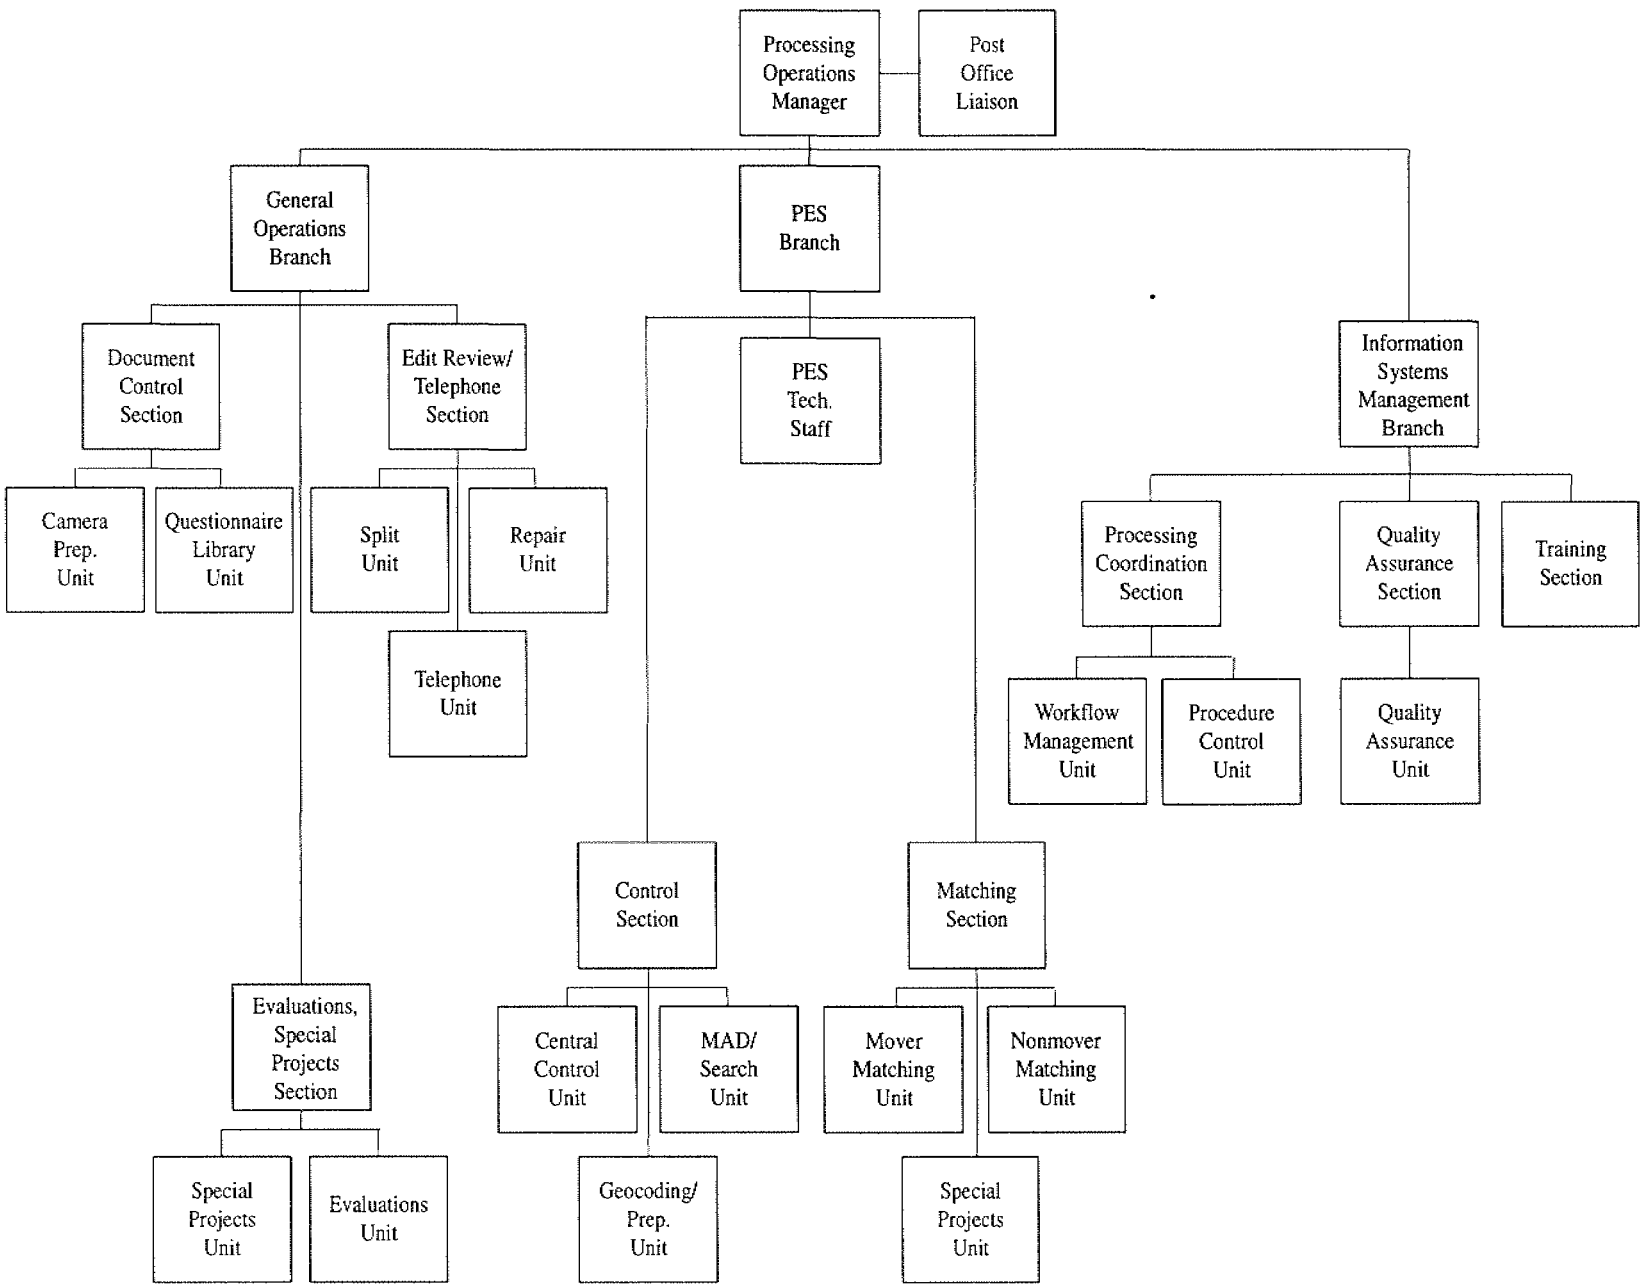 Processing
Operations
Manager
Post
Office
Liaison
General
Operations
Branch
PES
Branch
Document
Control
Section
Edit Review/
Telephone
Section
PES
Tech.
Staff
Information
Systems
Management
Branch
Camera
Prep.
Unit
Questionnaire
Library
Unit
Split
Unit
Repair
Unit
Telephone
Unit
Processing
Coordination
Section
Quality
Assurance
Section
Training
Section
Workflow
Management
Unit
Procedure
Control
Unit
Quality
Assurance
Unit
Control
Section
Matching
Section
Evaluations,
Special
Projects
Section
Central
Control
Unit
MAD/
Search
Unit
Mover
Matching
Unit
Nonmover
Matching
Unit
Special
Projects
Unit
Evaluations
Unit
Geocoding/
Prep.
Unit
Special
Projects
Unit